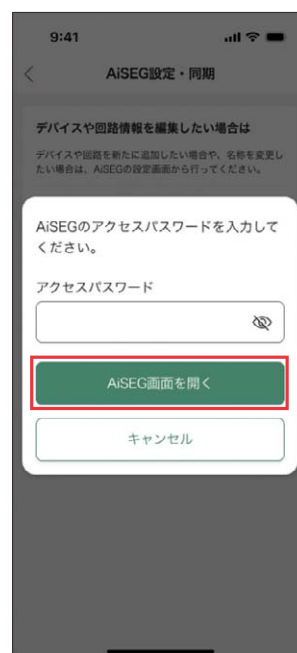 9:41
AiSEG設定・同期
デバイスや回路情報を編集したい場合は
デバイスや回路を新たに追加したい場合や、名称を変更し
たい場合は、AiSEGの設定画面から行ってください。
AiSEGのアクセスパスワードを入力して
ください。
アクセスパスワード
AiSEG画面を開く
キャンセル